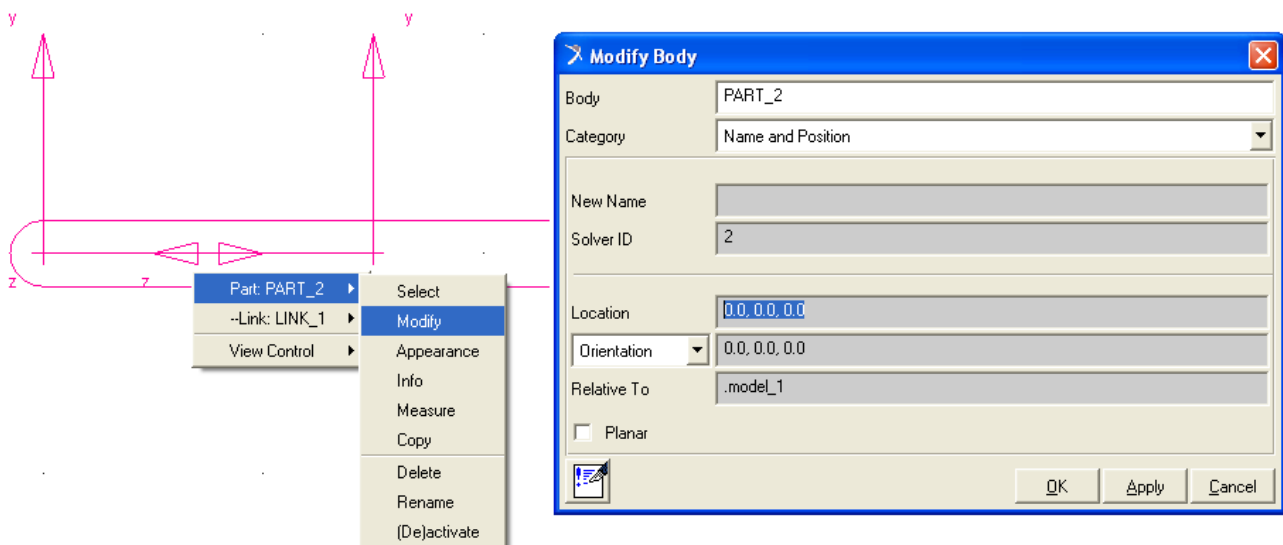 y
y
z
z
Part: PART_2
--Link: LINK_1
View Control
Select
Modify
Appearance
Info
Measure
Copy
Delete
Rename
(De)activate
Modify Body
Body PART_2
Category Name and Position
New Name
Solver ID 2
Location 0.0, 0.0, 0.0
Orientation 0.0, 0.0, 0.0
Relative To .model_1
Planar
OK Apply Cancel